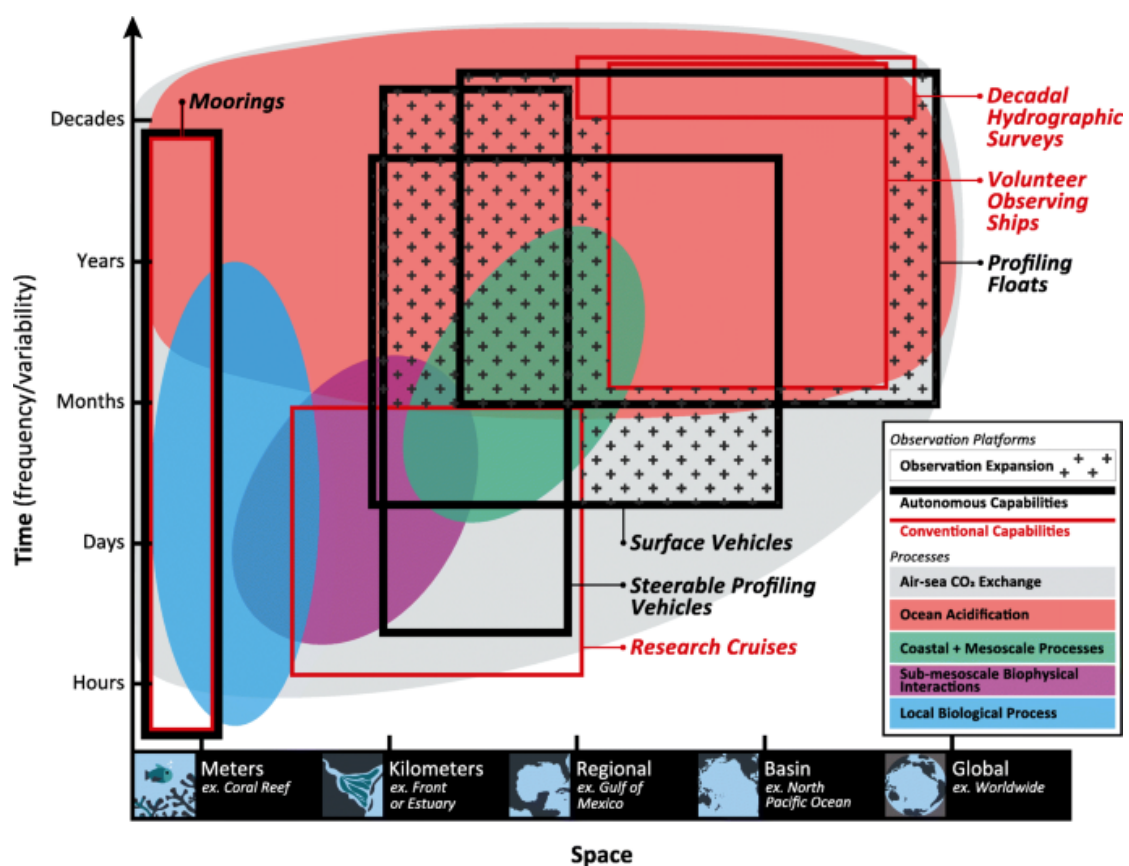 Moorings
Decades
Years
Months
Days
Hours
Time (frequency/variability)
Decadal
Hydrographic
Surveys
Volunteer
Observing
Ships
Profiling
Floats
Surface Vehicles
Steerable Profiling
Vehicles
Research Cruises
Observation Platforms
Observation Expansion
Autonomous Capabilities
Conventional Capabilities
Processes
Air-sea CO₂ Exchange
Ocean Acidification
Coastal + Mesoscale Processes
Sub-mesoscale Biophysical
Interactions
Local Biological Process
Meters
ex. Coral Reef
Kilometers
ex. Front
or Estuary
Regional
ex. Gulf of
Mexico
Basin
ex. North
Pacific Ocean
Global
ex. Worldwide
Space